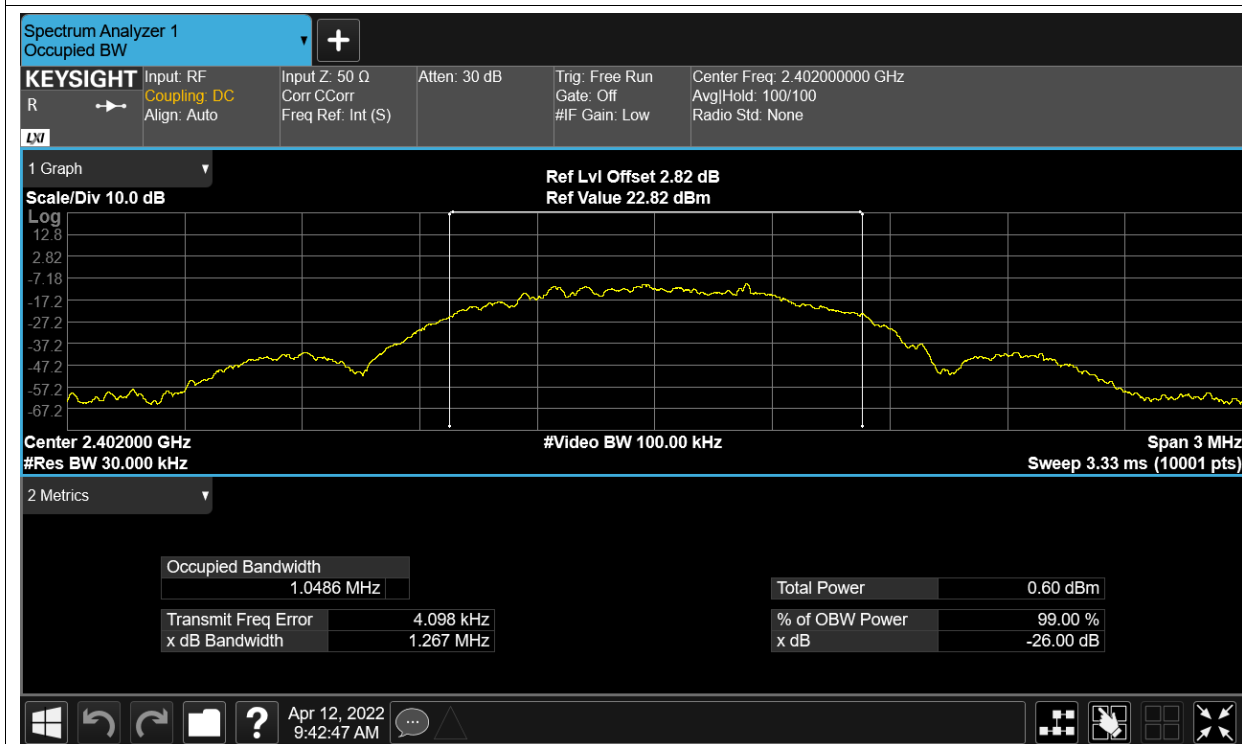 Spectrum Analyzer 1
Occupied BW
▼
+
KEYSIGHT
R
LXI
Input: RF
Coupling: DC
Align: Auto
Input Z: 50 Ω
Corr CCorr
Freq Ref: Int (S)
Atten: 30 dB
Trig: Free Run
Gate: Off
#IF Gain: Low
Center Freq: 2.402000000 GHz
Avg|Hold: 100/100
Radio Std: None
1 Graph ▼
Scale/Div 10.0 dB
Ref Lvl Offset 2.82 dB
Ref Value 22.82 dBm
Log
12.8
2.82
-7.18
-17.2
-27.2
-37.2
-47.2
-57.2
-67.2
Center 2.402000 GHz
#Res BW 30.000 kHz
#Video BW 100.00 kHz
Span 3 MHz
Sweep 3.33 ms (10001 pts)
2 Metrics ▼
Occupied Bandwidth
1.0486 MHz
Transmit Freq Error 4.098 kHz
x dB Bandwidth 1.267 MHz
Total Power 0.60 dBm
% of OBW Power 99.00 %
x dB -26.00 dB
?
Apr 12, 2022
9:42:47 AM